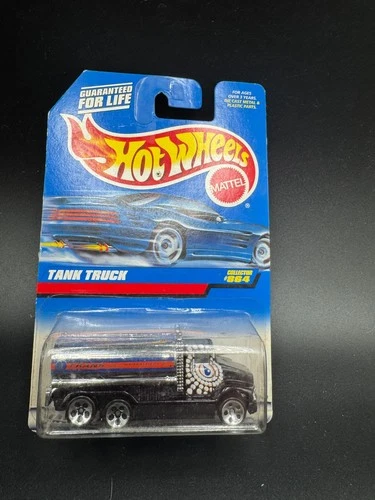 GUARANTEED
FOR LIFE
FOR AGES
OVER 3 YEARS.
DIE CAST METAL &
PLASTIC PARTS.
Hot Wheels
MATTEL
TANK TRUCK
COLLECTOR
#864